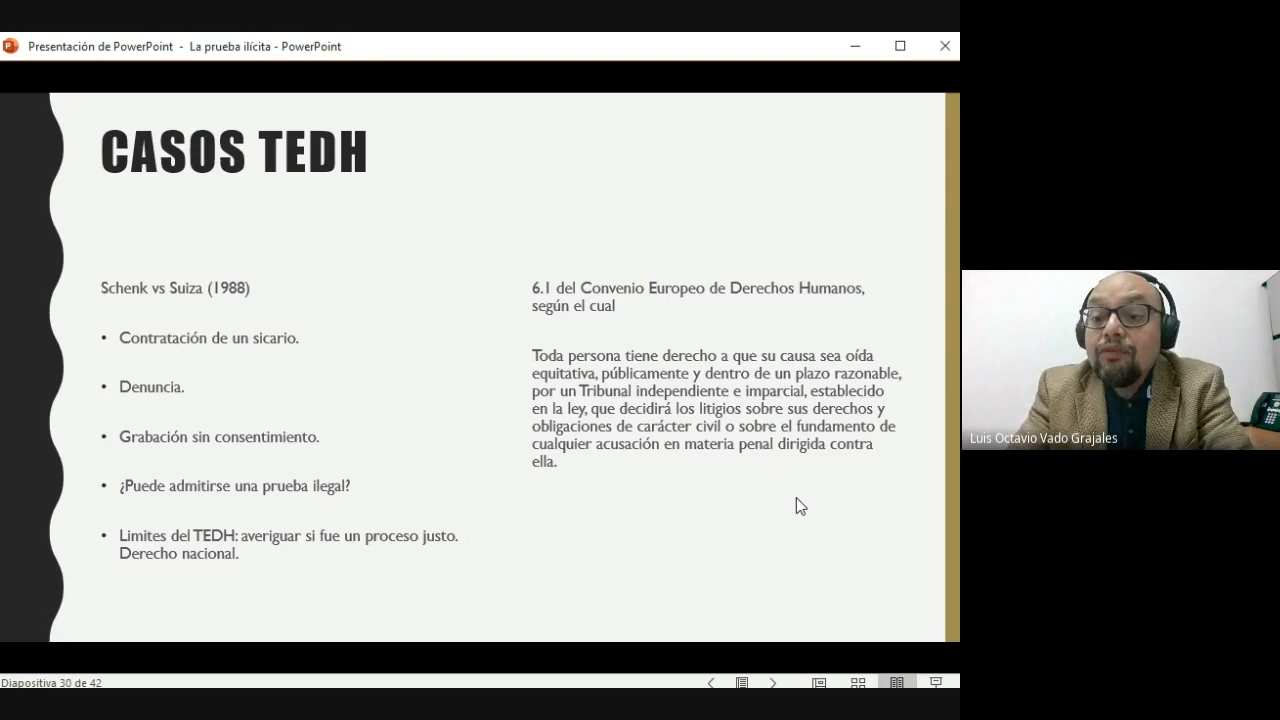 Presentación de PowerPoint - La prueba ilícita - PowerPoint
CASOS TEDH
Schenk vs Suiza (1988)
• Contratación de un sicario.
• Denuncia.
• Grabación sin consentimiento.
• ¿Puede admitirse una prueba ilegal?
• Limites del TEDH: averiguar si fue un proceso justo.
Derecho nacional.
6.1 del Convenio Europeo de Derechos Humanos,
según el cual
Toda persona tiene derecho a que su causa sea oída
equitativa, públicamente y dentro de un plazo razonable,
por un Tribunal independiente e imparcial, establecido
en la ley, que decidirá los litigios sobre sus derechos y
obligaciones de carácter civil o sobre el fundamento de
cualquier acusación en materia penal dirigida contra
ella.
Luis Octavio Vado Grajales
Diapositiva 30 de 42